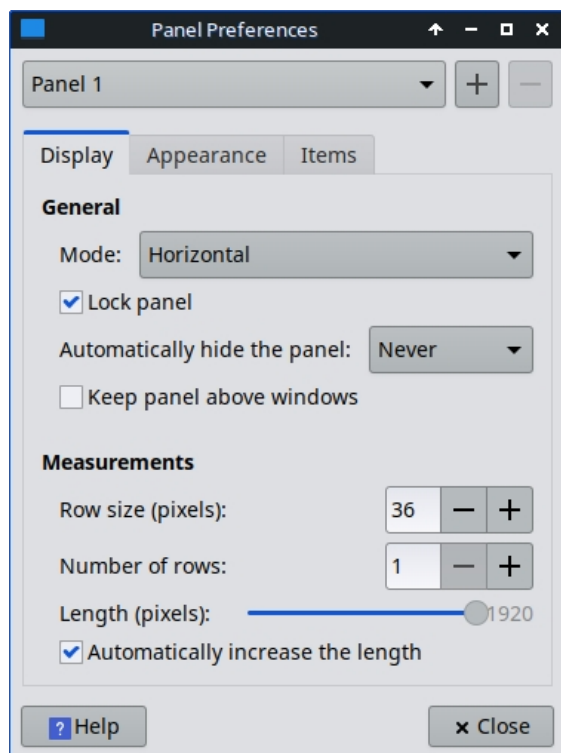 Panel Preferences
Panel 1
Display Appearance Items
General
Mode: Horizontal
Lock panel
Automatically hide the panel: Never
Keep panel above windows
Measurements
Row size (pixels): 36
Number of rows: 1
Length (pixels): 1920
Automatically increase the length
? Help × Close